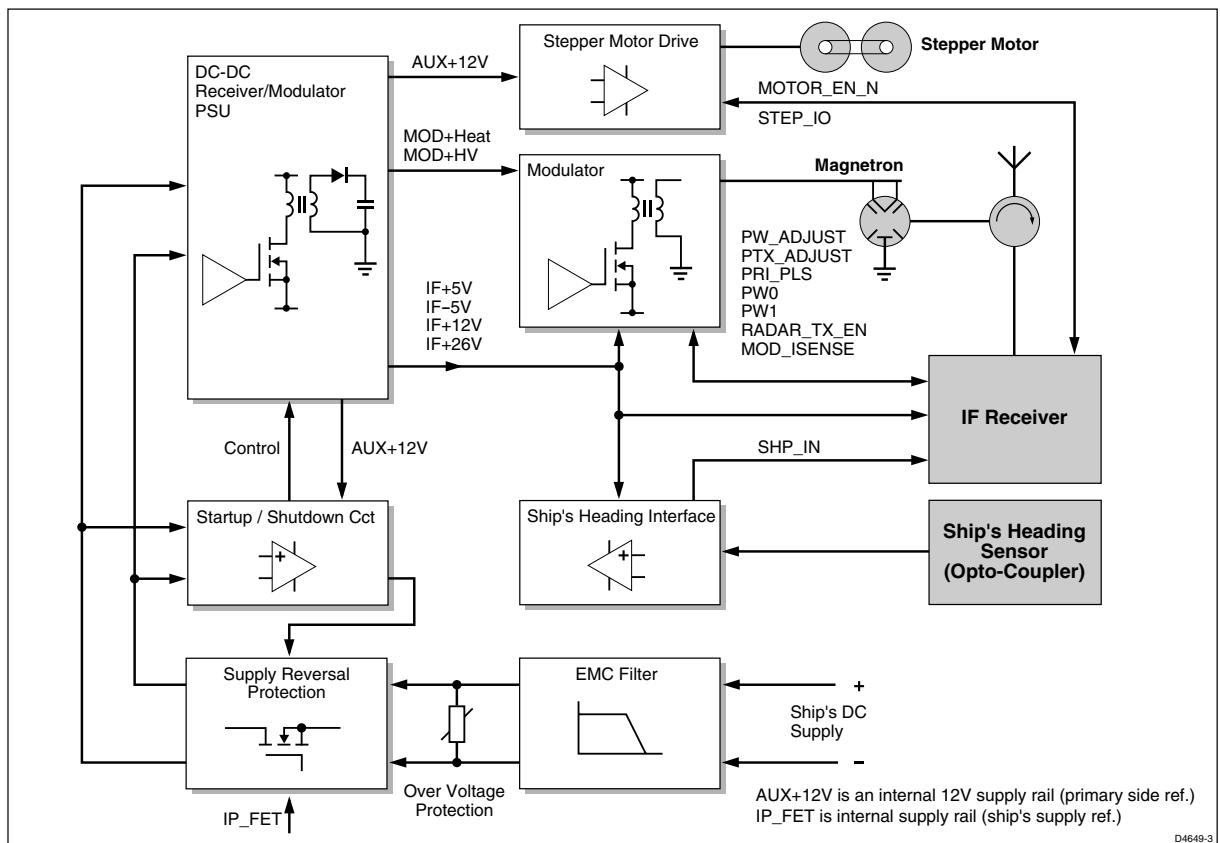 DC-DC
Receiver/Modulator
PSU
AUX+12V
Stepper Motor Drive
Stepper Motor
MOTOR_EN_N
STEP_IO
MOD+Heat
MOD+HV
Modulator
Magnetron
PW_ADJUST
PTX_ADJUST
PRI_PLS
PW0
PW1
RADAR_TX_EN
MOD_ISENSE
IF+5V
IF-5V
IF+12V
IF+26V
IF Receiver
Control
AUX+12V
SHP_IN
Startup / Shutdown Cct
+
Ship's Heading Interface
+
Ship's Heading
Sensor
(Opto-Coupler)
Supply Reversal
Protection
EMC Filter
+
Ship's DC
Supply
–
Over Voltage
Protection
IP_FET
AUX+12V is an internal 12V supply rail (primary side ref.)
IP_FET is internal supply rail (ship's supply ref.)
D4649-3